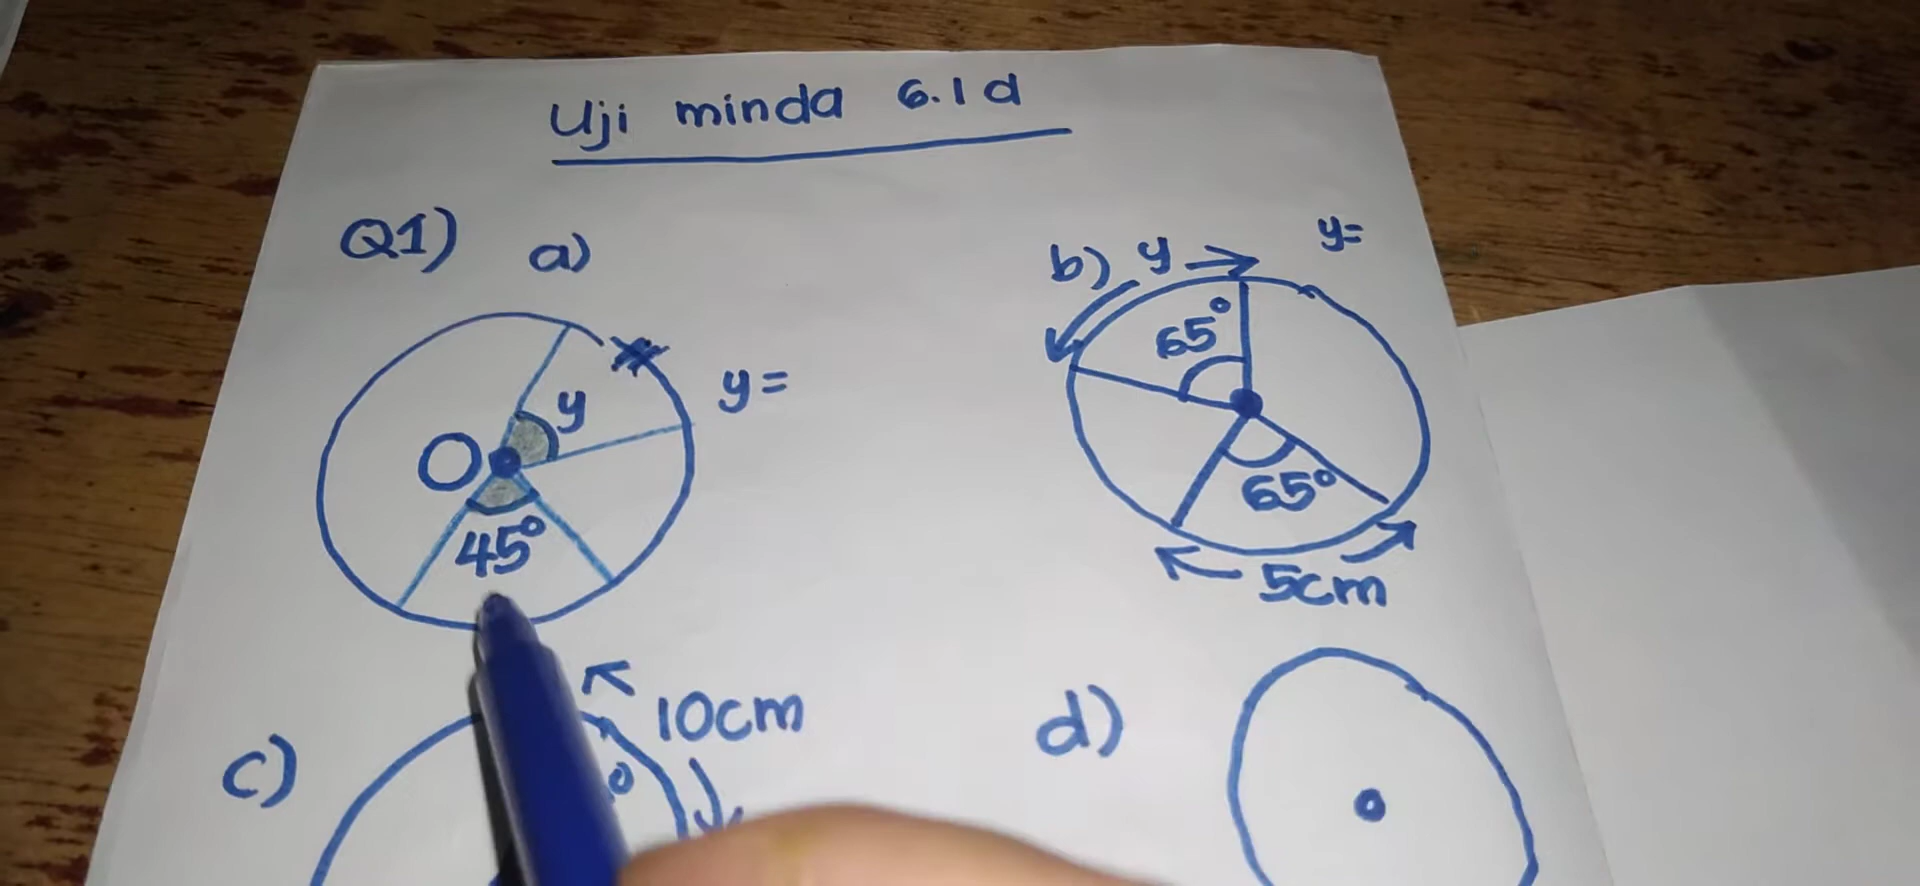 Uji minda 6.1d
Q1) a)
y
O
45°
y=
b) y
y=
65°
65°
5cm
c)
10cm
d)